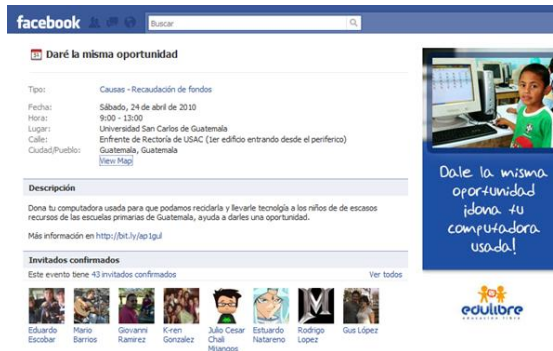 facebook
Buscar
Daré la misma oportunidad
Tipo: Causas - Recaudación de fondos
Fecha: Sábado, 24 de abril de 2010
Hora: 9:00 - 13:00
Lugar: Universidad San Carlos de Guatemala
Calle: Enfrente de Rectoría de USAC (1er edificio entrando desde el periferico)
Ciudad/Pueblo: Guatemala, Guatemala
View Map
Descripción
Dona tu computadora usada para que podamos reciclarla y llevarle tecnolgía a los niños de de escasos
recursos de las escuelas primarias de Guatemala, ayuda a darles una oportunidad.
Más información en http://bit.ly/ap1gul
Invitados confirmados
Este evento tiene 43 invitados confirmados Ver todos
Eduardo Escobar
Mario Barrios
Giovanni Ramirez
K-ren Gonzalez
Julio Cesar Chali Mijangos
Estuardo Natareno
Rodrigo Lopez
Gus López
Dale la misma
oportunidad
¡dona tu
computadora
usada!
edulibre